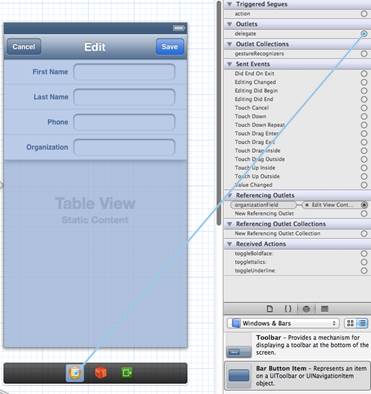 Cancel
Edit
Save
First Name
Last Name
Phone
Organization
Table View
Static Content
Triggered Segues
action
Outlets
delegate
Outlet Collections
gestureRecognizers
Sent Events
Did End On Exit
Editing Changed
Editing Did Begin
Editing Did End
Touch Cancel
Touch Down
Touch Down Repeat
Touch Drag Enter
Touch Drag Exit
Touch Drag Inside
Touch Drag Outside
Touch Up Inside
Touch Up Outside
Value Changed
Referencing Outlets
organizationField
Edit View Cont...
New Referencing Outlet
Referencing Outlet Collections
New Referencing Outlet Collection
Received Actions
toggleBoldface:
toggleItalics:
toggleUnderline:
Windows & Bars
Toolbar - Provides a mechanism for
displaying a toolbar at the bottom of the
screen.
Bar Button Item - Represents an item
on a UIToolbar or UINavigationItem
object.